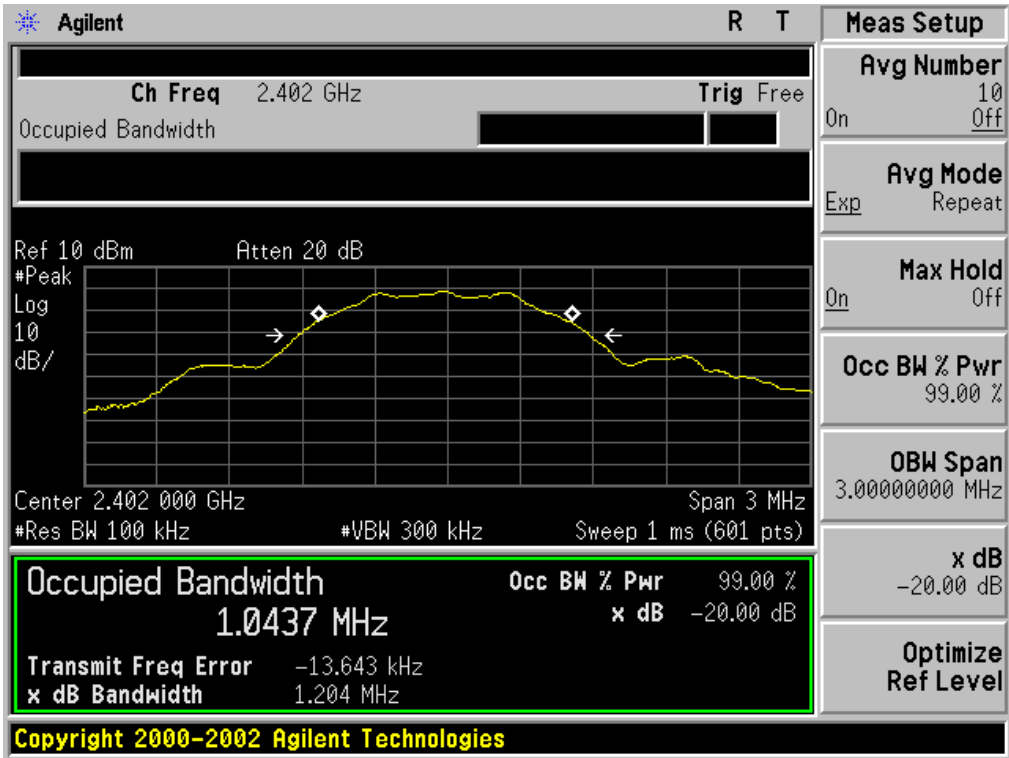 Agilent R T
Meas Setup
Ch Freq 2.402 GHz Trig Free
Occupied Bandwidth
Ref 10 dBm Atten 20 dB
#Peak
Log
10
dB/
Center 2.402 000 GHz Span 3 MHz
#Res BW 100 kHz #VBW 300 kHz Sweep 1 ms (601 pts)
Occupied Bandwidth Occ BW % Pwr 99.00 %
1.0437 MHz x dB -20.00 dB
Transmit Freq Error -13.643 kHz
x dB Bandwidth 1.204 MHz
Avg Number
10
On Off
Avg Mode
Exp Repeat
Max Hold
On Off
Occ BW % Pwr
99.00 %
OBW Span
3.00000000 MHz
x dB
-20.00 dB
Optimize
Ref Level
Copyright 2000-2002 Agilent Technologies